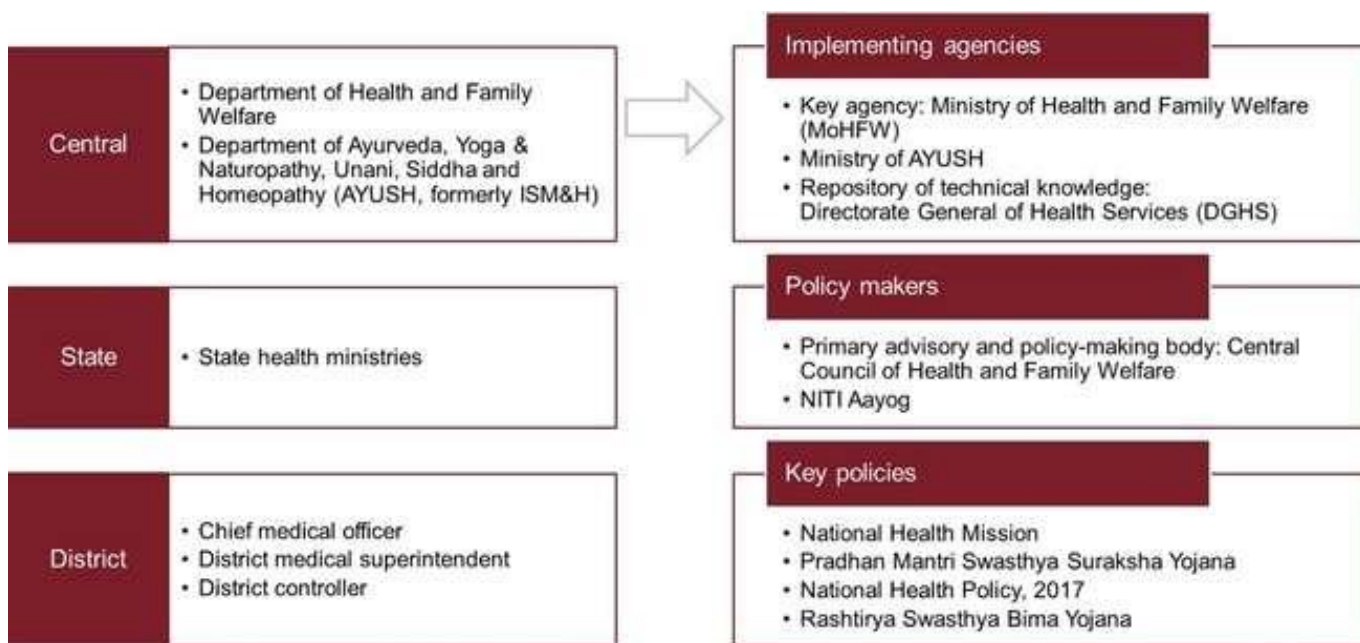 Central
• Department of Health and Family
Welfare
• Department of Ayurveda, Yoga &
Naturopathy, Unani, Siddha and
Homeopathy (AYUSH, formerly ISM&H)
Implementing agencies
• Key agency: Ministry of Health and Family Welfare
(MoHFW)
• Ministry of AYUSH
• Repository of technical knowledge:
Directorate General of Health Services (DGHS)
State
• State health ministries
Policy makers
• Primary advisory and policy-making body: Central
Council of Health and Family Welfare
• NITI Aayog
District
• Chief medical officer
• District medical superintendent
• District controller
Key policies
• National Health Mission
• Pradhan Mantri Swasthya Suraksha Yojana
• National Health Policy, 2017
• Rashtirya Swasthya Bima Yojana